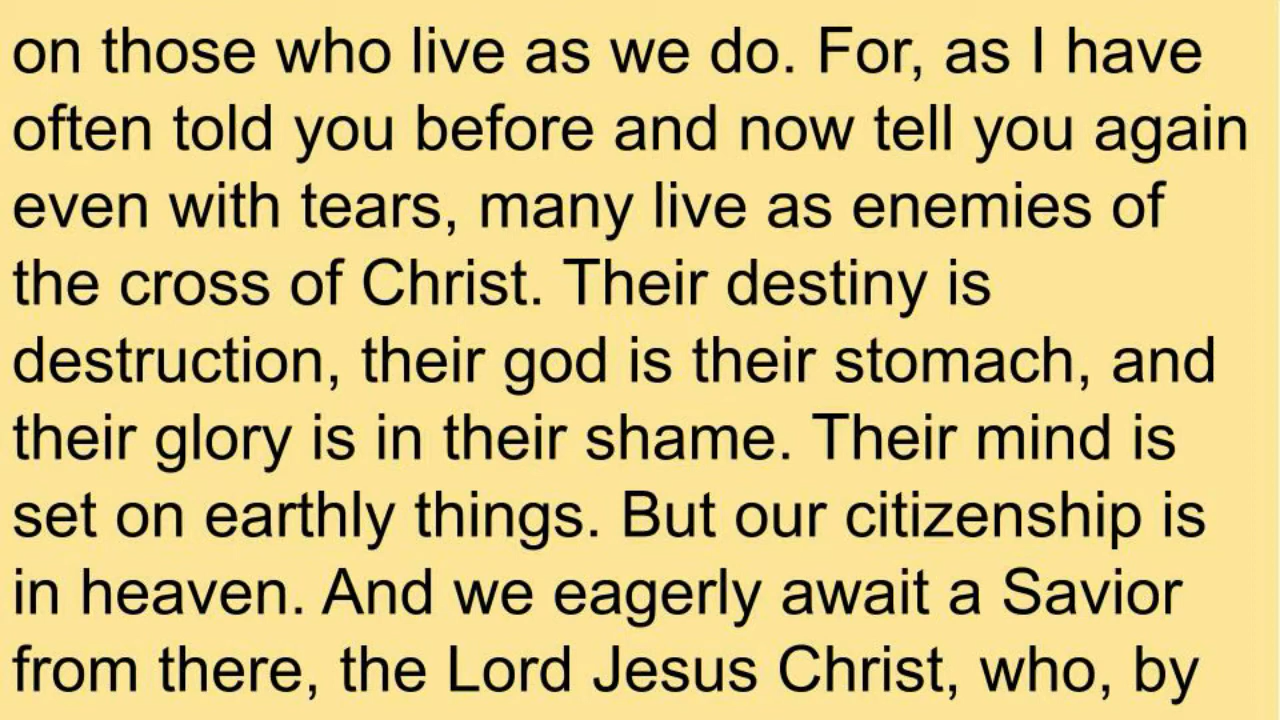 on those who live as we do. For, as I have
often told you before and now tell you again
even with tears, many live as enemies of
the cross of Christ. Their destiny is
destruction, their god is their stomach, and
their glory is in their shame. Their mind is
set on earthly things. But our citizenship is
in heaven. And we eagerly await a Savior
from there, the Lord Jesus Christ, who, by